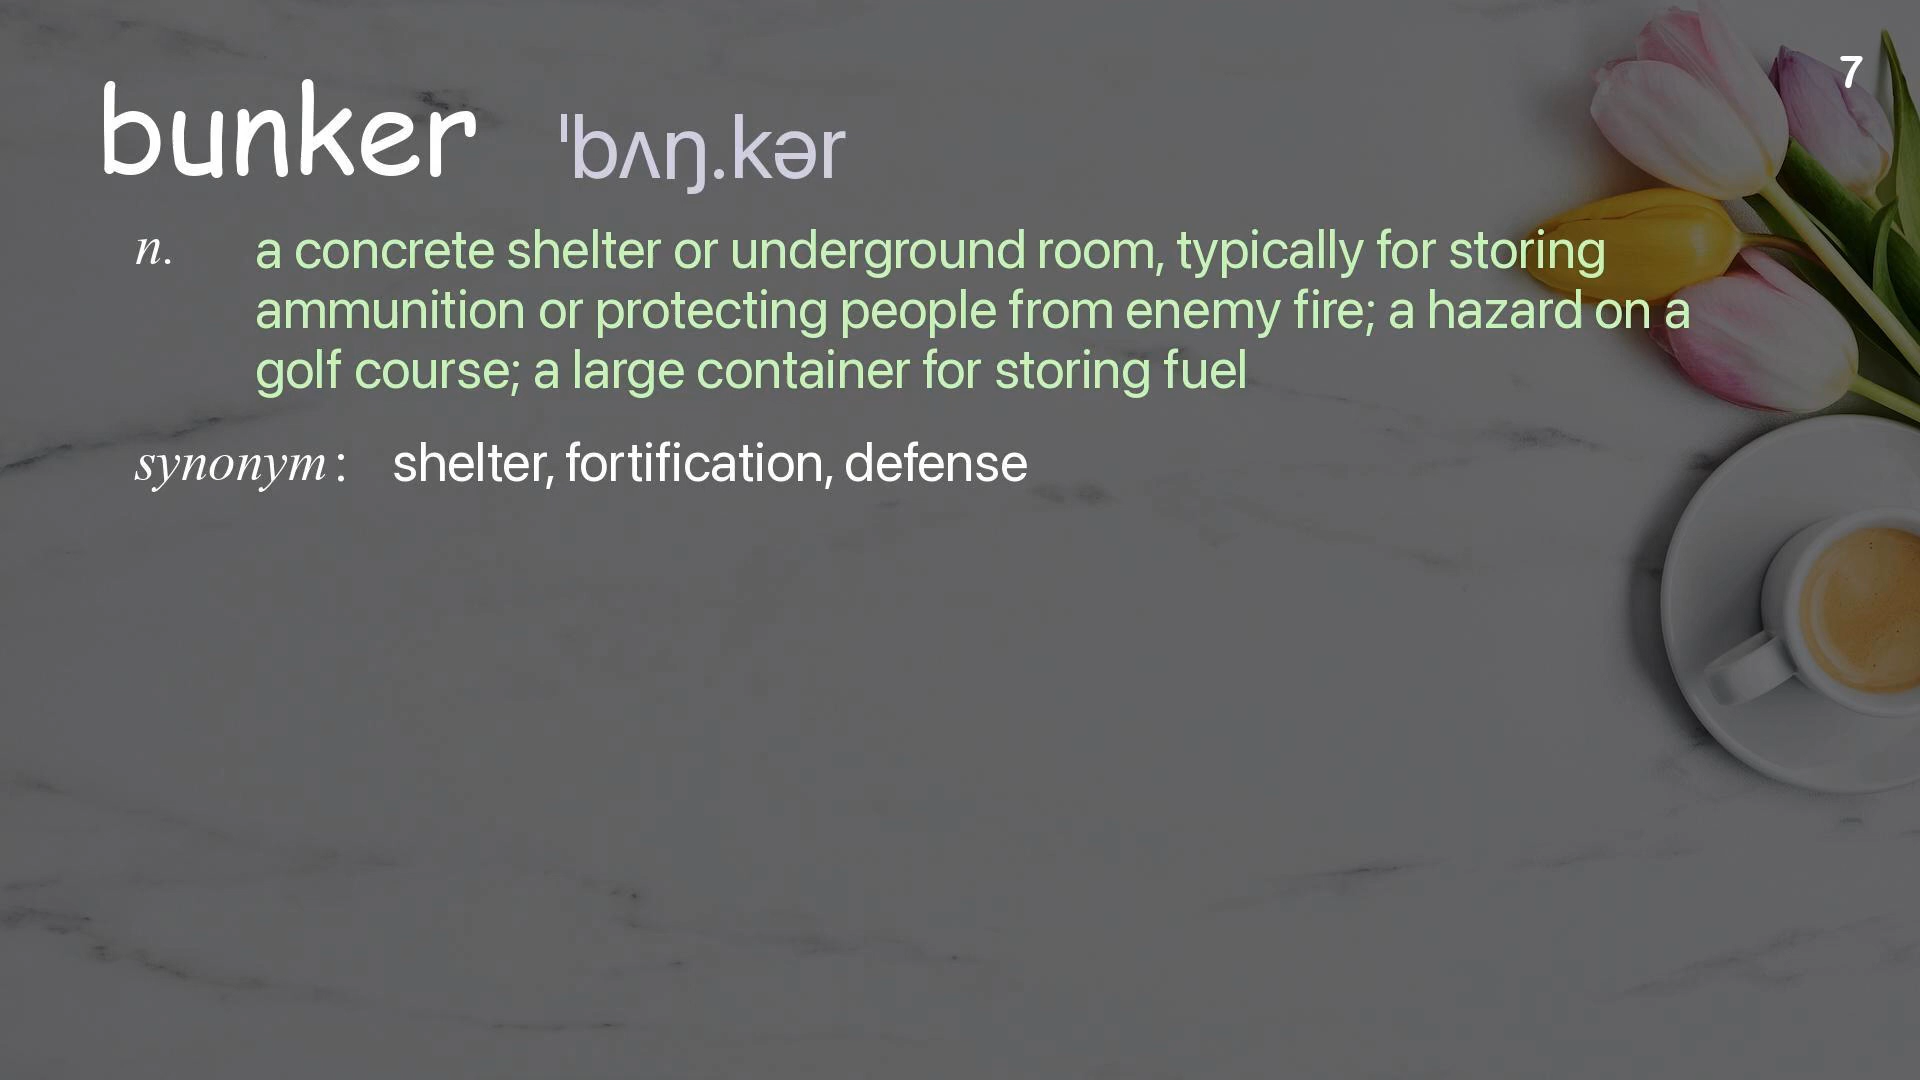 7
bunker ˈbʌŋ.kər
n. a concrete shelter or underground room, typically for storing
ammunition or protecting people from enemy fire; a hazard on a
golf course; a large container for storing fuel
synonym : shelter, fortification, defense